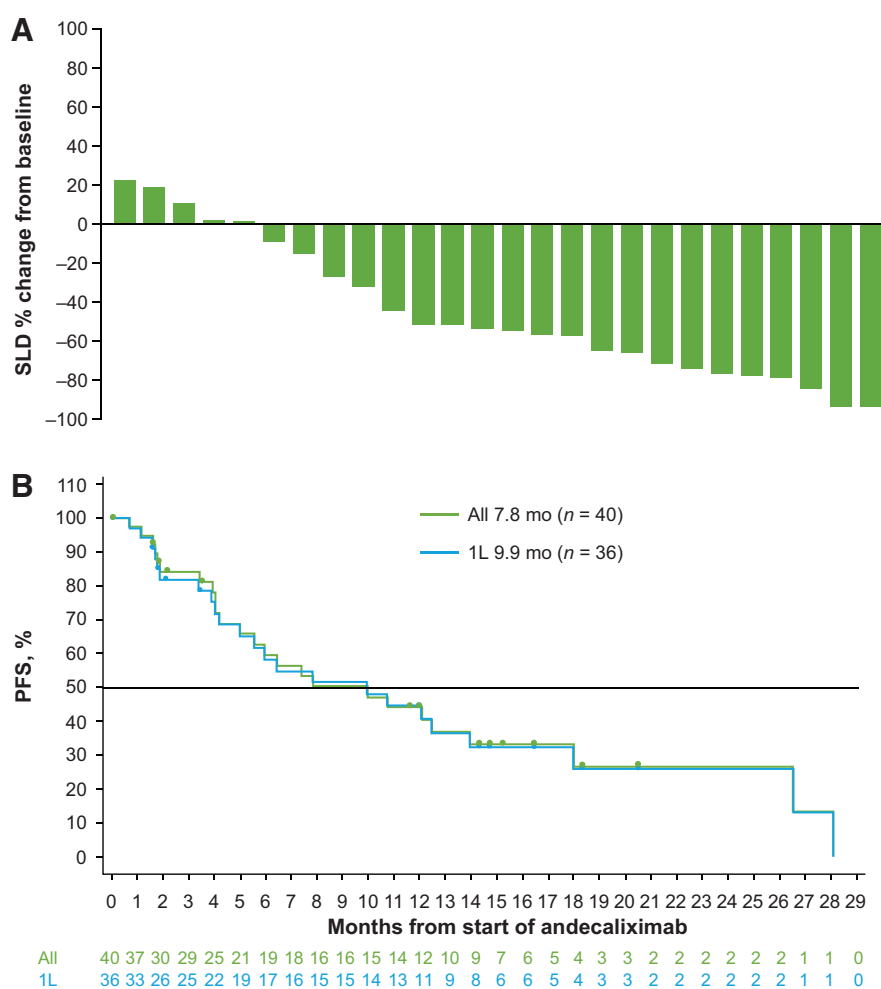 A
100
80
60
40
20
0
–20
–40
–60
–80
–100
SLD % change from baseline
B
110
100
90
80
70
60
50
40
30
20
10
0
PFS, %
All 7.8 mo (n = 40)
1L 9.9 mo (n = 36)
0 1 2 3 4 5 6 7 8 9 10 11 12 13 14 15 16 17 18 19 20 21 22 23 24 25 26 27 28 29
Months from start of andecaliximab
All 40 37 30 29 25 21 19 18 16 16 15 14 12 10 9 7 6 5 4 3 3 2 2 2 2 2 2 1 1 0
1L 36 33 26 25 22 19 17 16 15 15 14 13 11 9 8 6 6 5 4 3 3 2 2 2 2 2 2 1 1 0